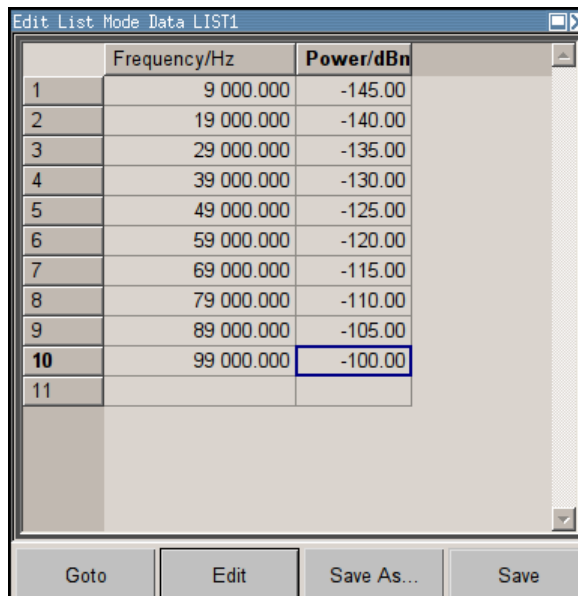 Edit List Mode Data LIST1
Frequency/Hz Power/dBn
1 9 000.000 -145.00
2 19 000.000 -140.00
3 29 000.000 -135.00
4 39 000.000 -130.00
5 49 000.000 -125.00
6 59 000.000 -120.00
7 69 000.000 -115.00
8 79 000.000 -110.00
9 89 000.000 -105.00
10 99 000.000 -100.00
11
Goto Edit Save As... Save